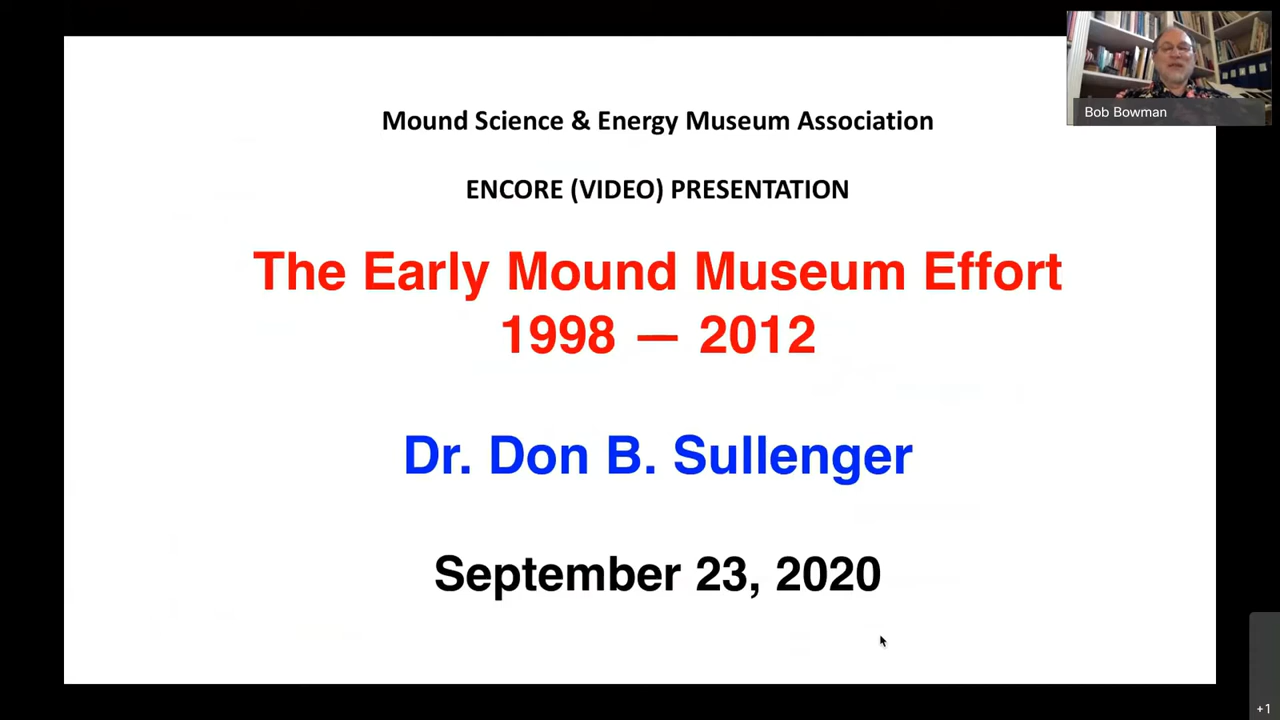 Mound Science & Energy Museum Association
ENCORE (VIDEO) PRESENTATION
The Early Mound Museum Effort
1998 — 2012
Dr. Don B. Sullenger
September 23, 2020
Bob Bowman
+1